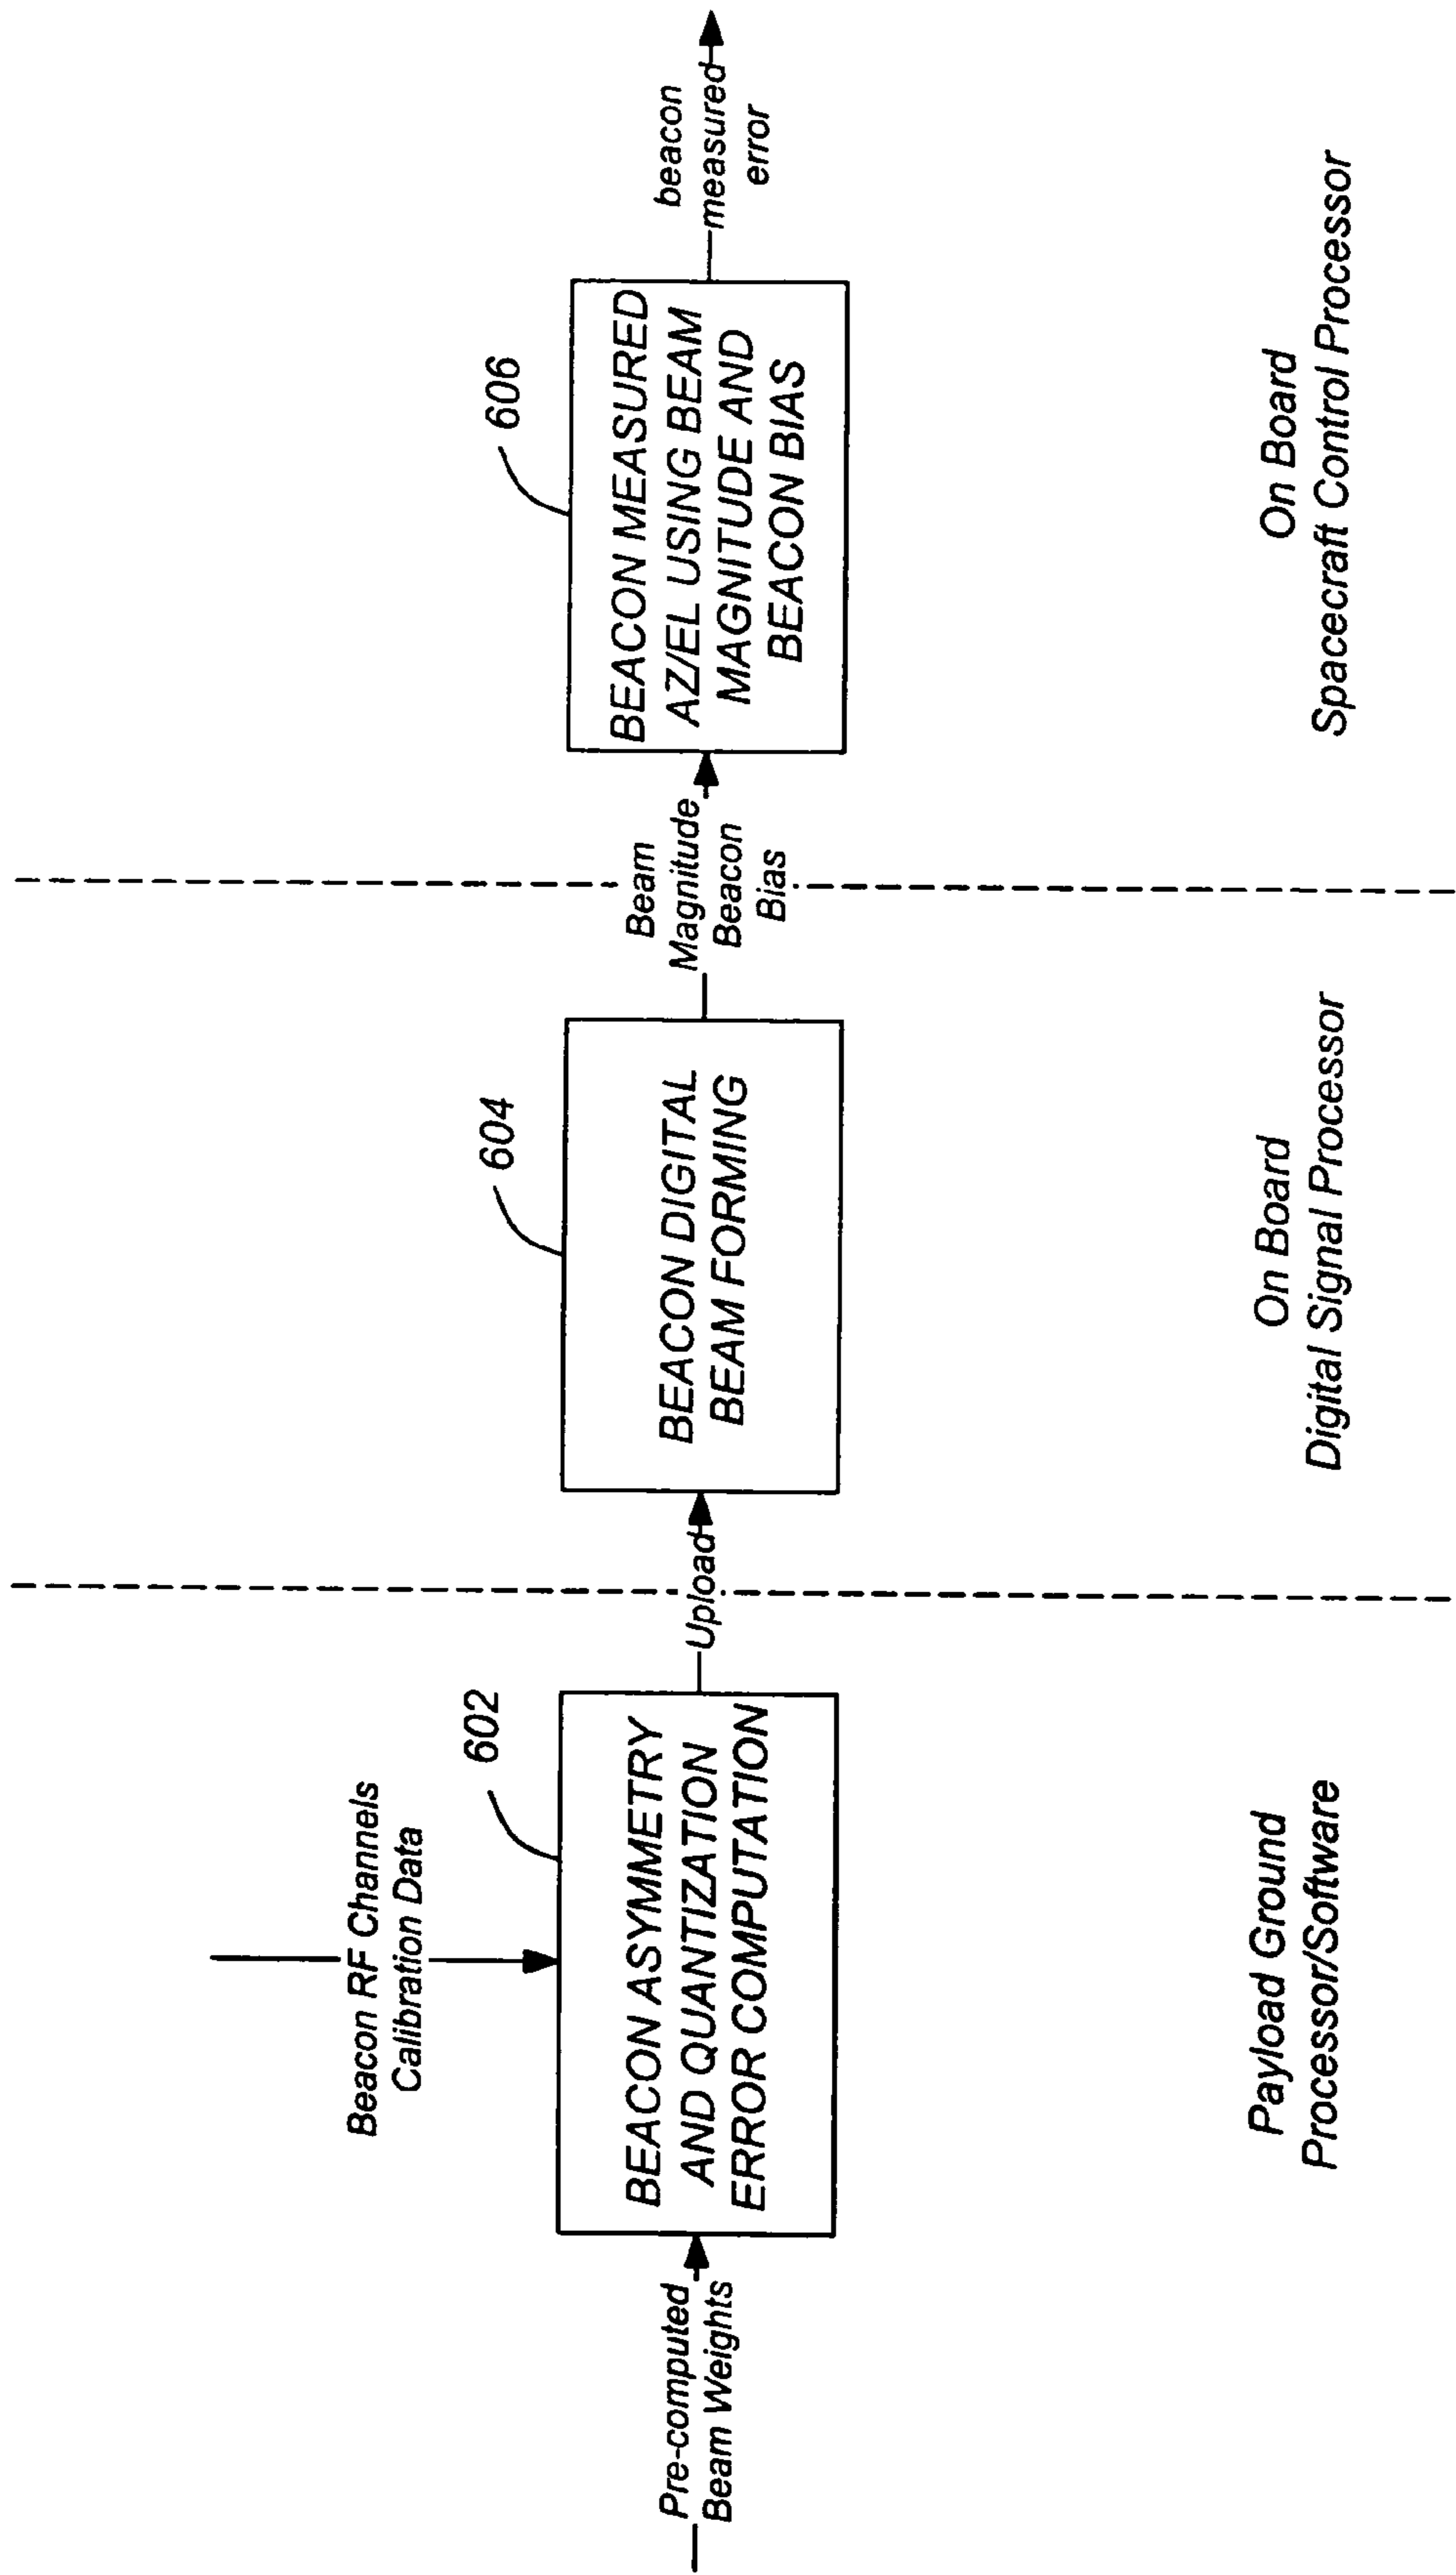 Pre-computed
Beam Weights
Beacon RF Channels
Calibration Data
602
BEACON ASYMMETRY
AND QUANTIZATION
ERROR COMPUTATION
Upload
604
BEACON DIGITAL
BEAM FORMING
Beam
Magnitude
Beacon
Bias
606
BEACON MEASURED
AZ/EL USING BEAM
MAGNITUDE AND
BEACON BIAS
beacon
measured
error
Payload Ground
Processor/Software
On Board
Digital Signal Processor
On Board
Spacecraft Control Processor